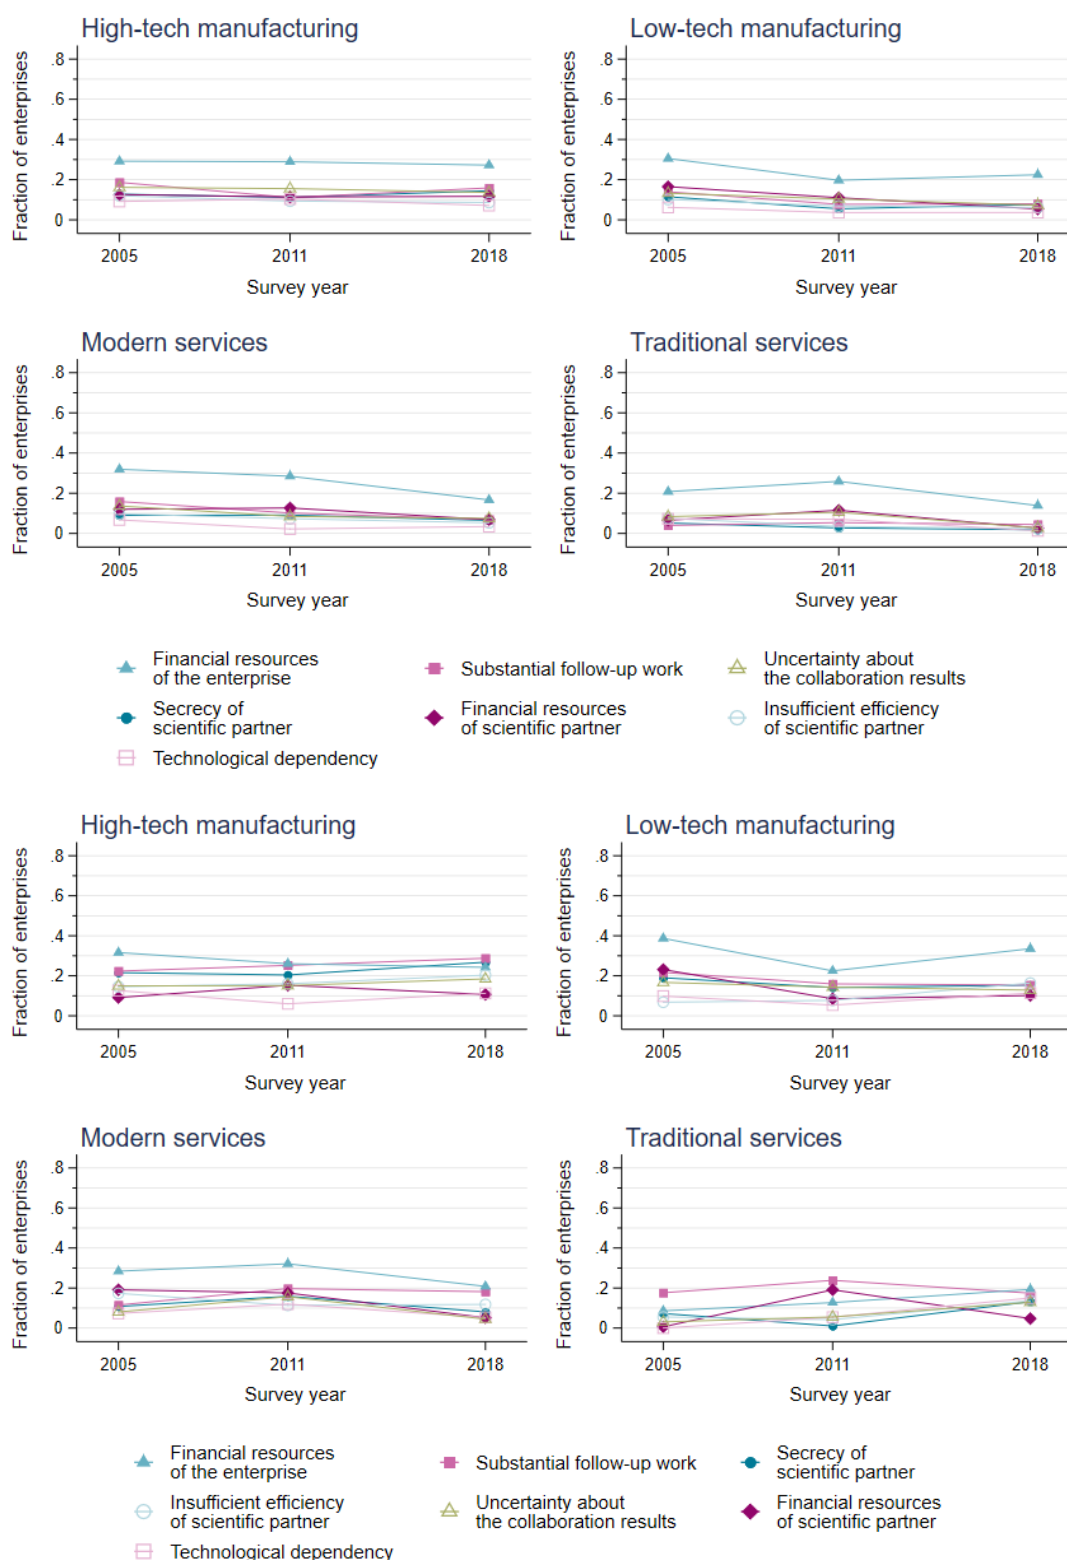 High-tech manufacturing
Fraction of enterprises
.8
.6
.4
.2
0
2005 2011 2018
Survey year
Low-tech manufacturing
Fraction of enterprises
.8
.6
.4
.2
0
2005 2011 2018
Survey year
Modern services
Fraction of enterprises
.8
.6
.4
.2
0
2005 2011 2018
Survey year
Traditional services
Fraction of enterprises
.8
.6
.4
.2
0
2005 2011 2018
Survey year
Financial resources
of the enterprise
Substantial follow-up work
Uncertainty about
the collaboration results
Secrecy of
scientific partner
Financial resources
of scientific partner
Insufficient efficiency
of scientific partner
Technological dependency
High-tech manufacturing
Fraction of enterprises
.8
.6
.4
.2
0
2005 2011 2018
Survey year
Low-tech manufacturing
Fraction of enterprises
.8
.6
.4
.2
0
2005 2011 2018
Survey year
Modern services
Fraction of enterprises
.8
.6
.4
.2
0
2005 2011 2018
Survey year
Traditional services
Fraction of enterprises
.8
.6
.4
.2
0
2005 2011 2018
Survey year
Financial resources
of the enterprise
Substantial follow-up work
Secrecy of
scientific partner
Insufficient efficiency
of scientific partner
Uncertainty about
the collaboration results
Financial resources
of scientific partner
Technological dependency